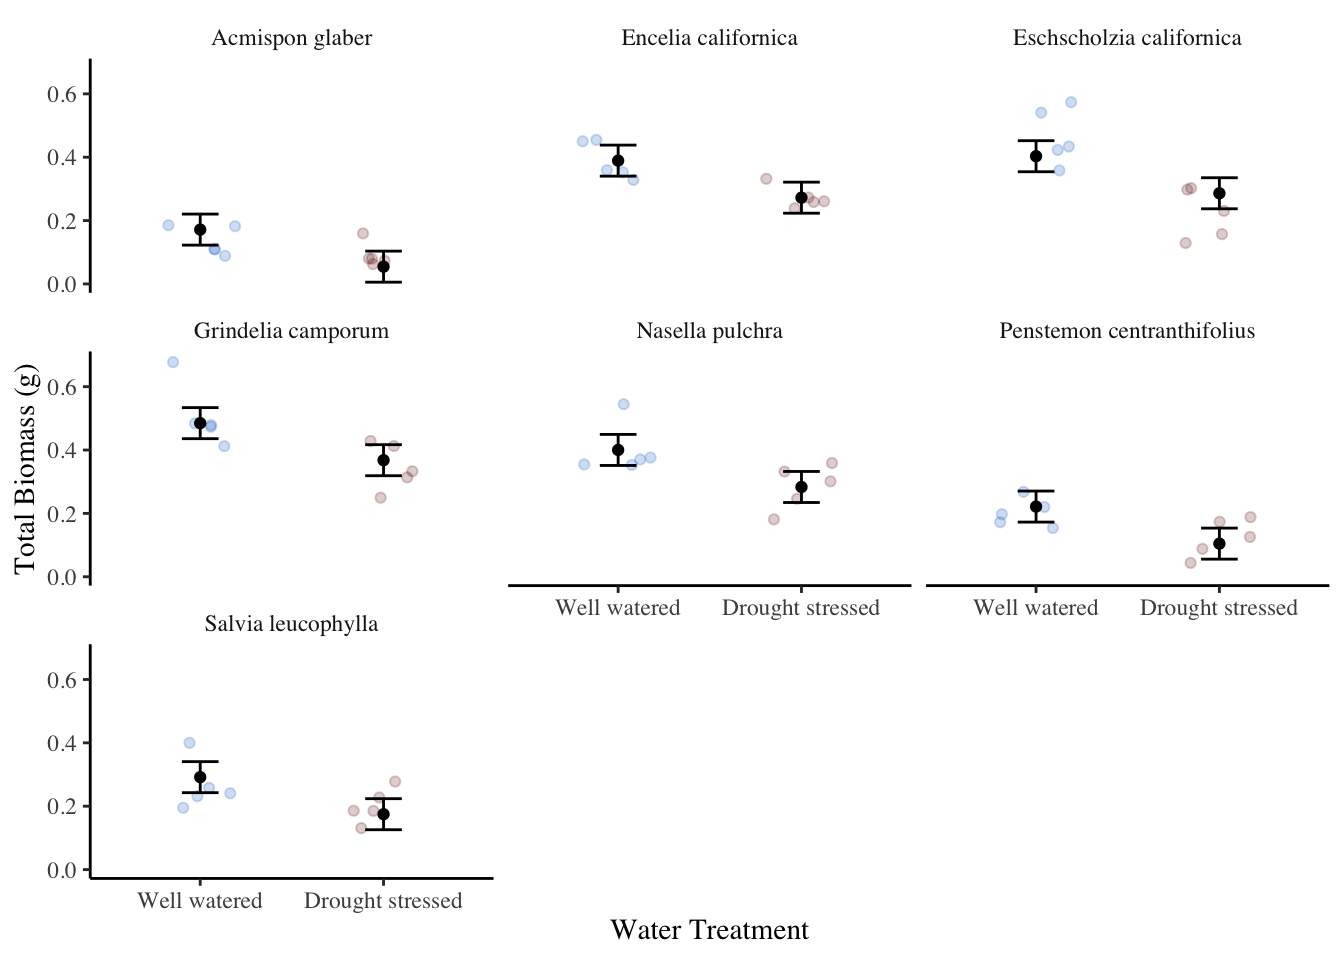 Acmispon glaber
Encelia californica
Eschscholzia californica
0.6
0.4
0.2
0.0
Grindelia camporum
Nasella pulchra
Penstemon centranthifolius
Total Biomass (g)
0.6
0.4
0.2
0.0
Well watered
Drought stressed
Well watered
Drought stressed
Salvia leucophylla
0.6
0.4
0.2
0.0
Well watered
Drought stressed
Water Treatment